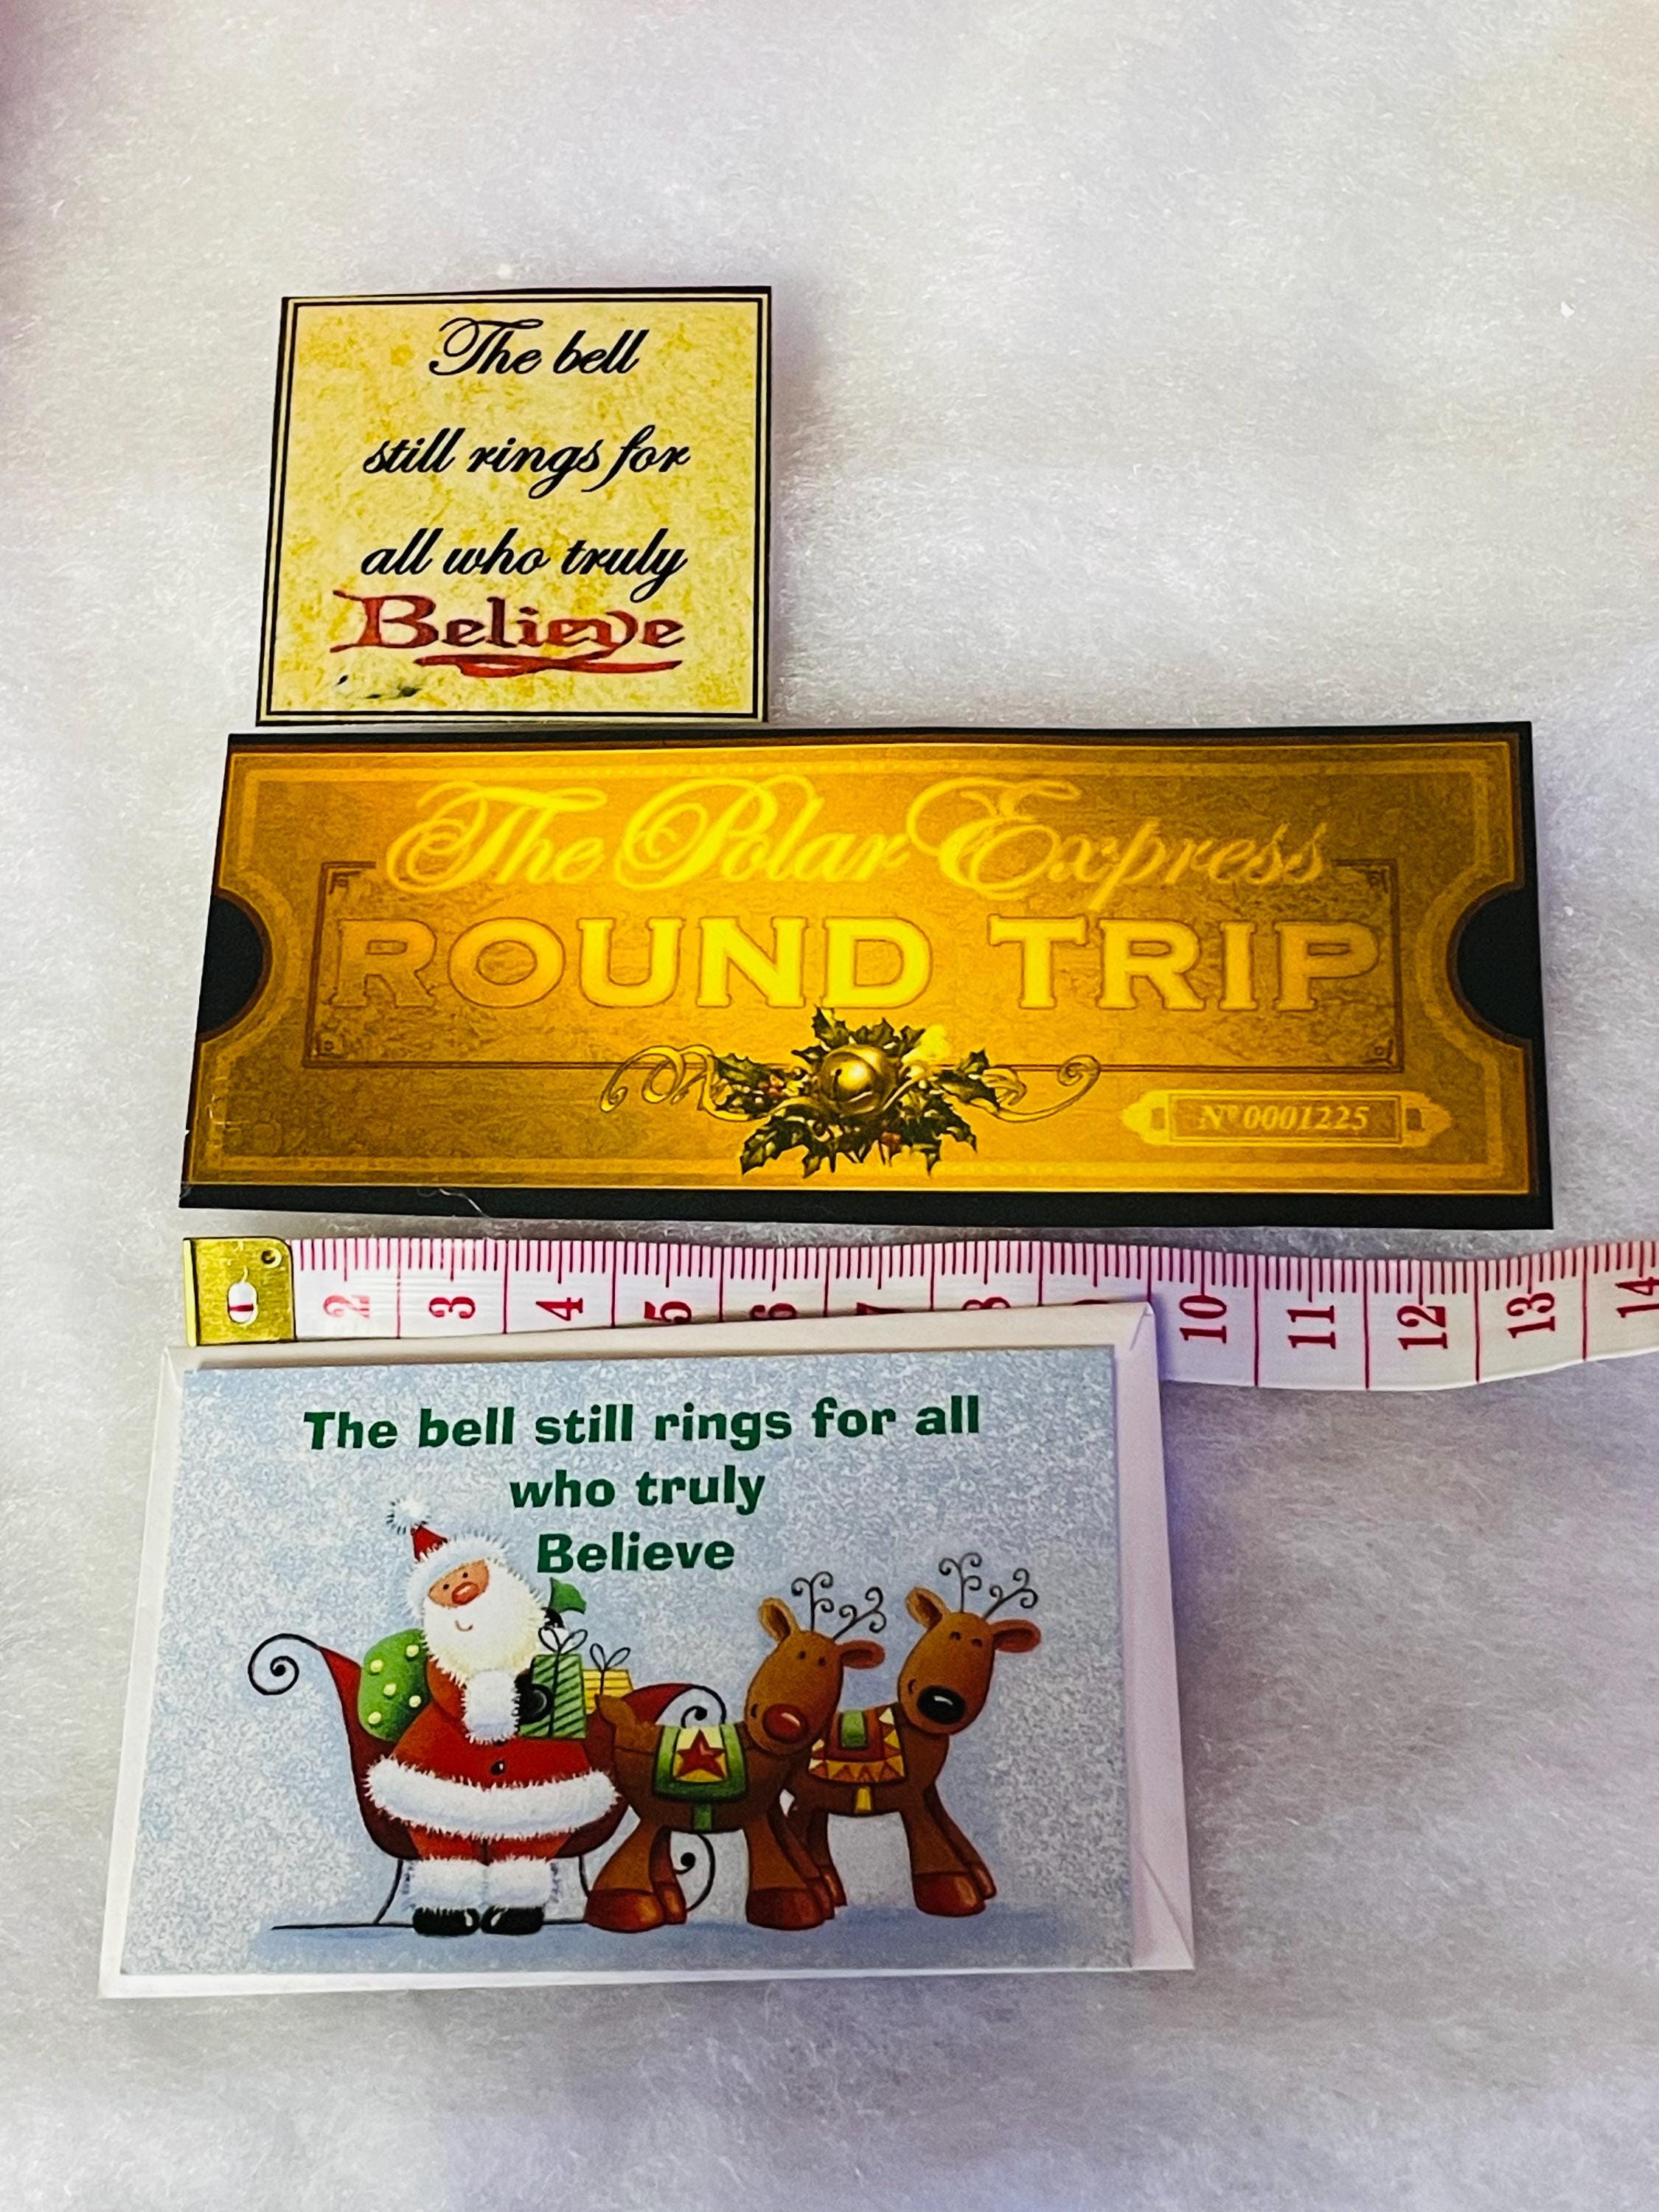 The bell
still rings for
all who truly
Believe
The Polar Express
ROUND TRIP
Nº 0001225
1 2 3 4 5 6 7 8 9 10 11 12 13 14
The bell still rings for all
who truly
Believe